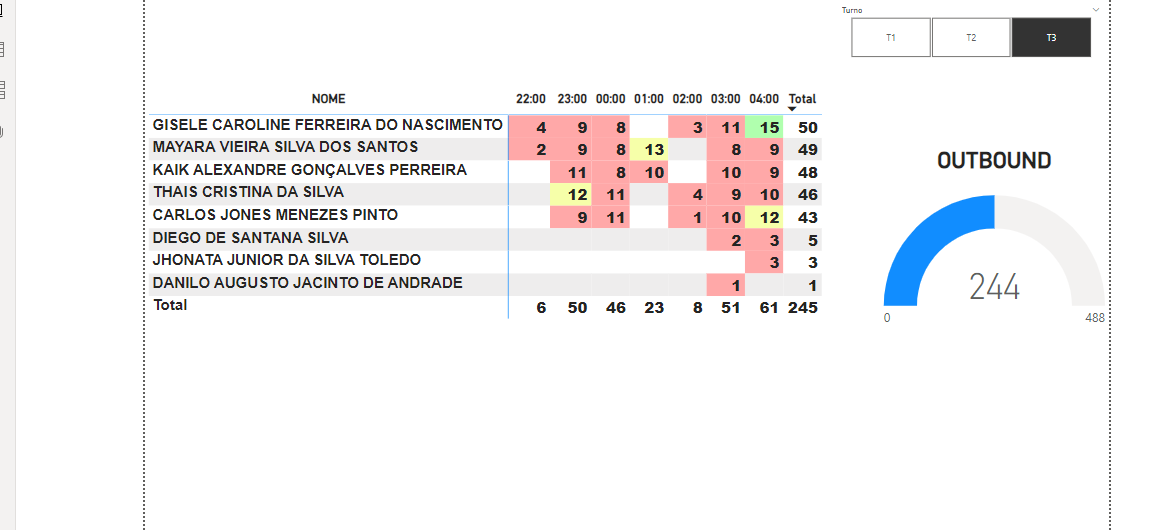 Turno
T1 T2 T3
NOME 22:00 23:00 00:00 01:00 02:00 03:00 04:00 Total
GISELE CAROLINE FERREIRA DO NASCIMENTO 4 9 8 3 11 15 50
MAYARA VIEIRA SILVA DOS SANTOS 2 9 8 13 8 9 49
KAIK ALEXANDRE GONÇALVES PERREIRA 11 8 10 10 9 48
THAIS CRISTINA DA SILVA 12 11 4 9 10 46
CARLOS JONES MENEZES PINTO 9 11 1 10 12 43
DIEGO DE SANTANA SILVA 2 3 5
JHONATA JUNIOR DA SILVA TOLEDO 3 3
DANILO AUGUSTO JACINTO DE ANDRADE 1 1
Total 6 50 46 23 8 51 61 245
OUTBOUND
244
0 488